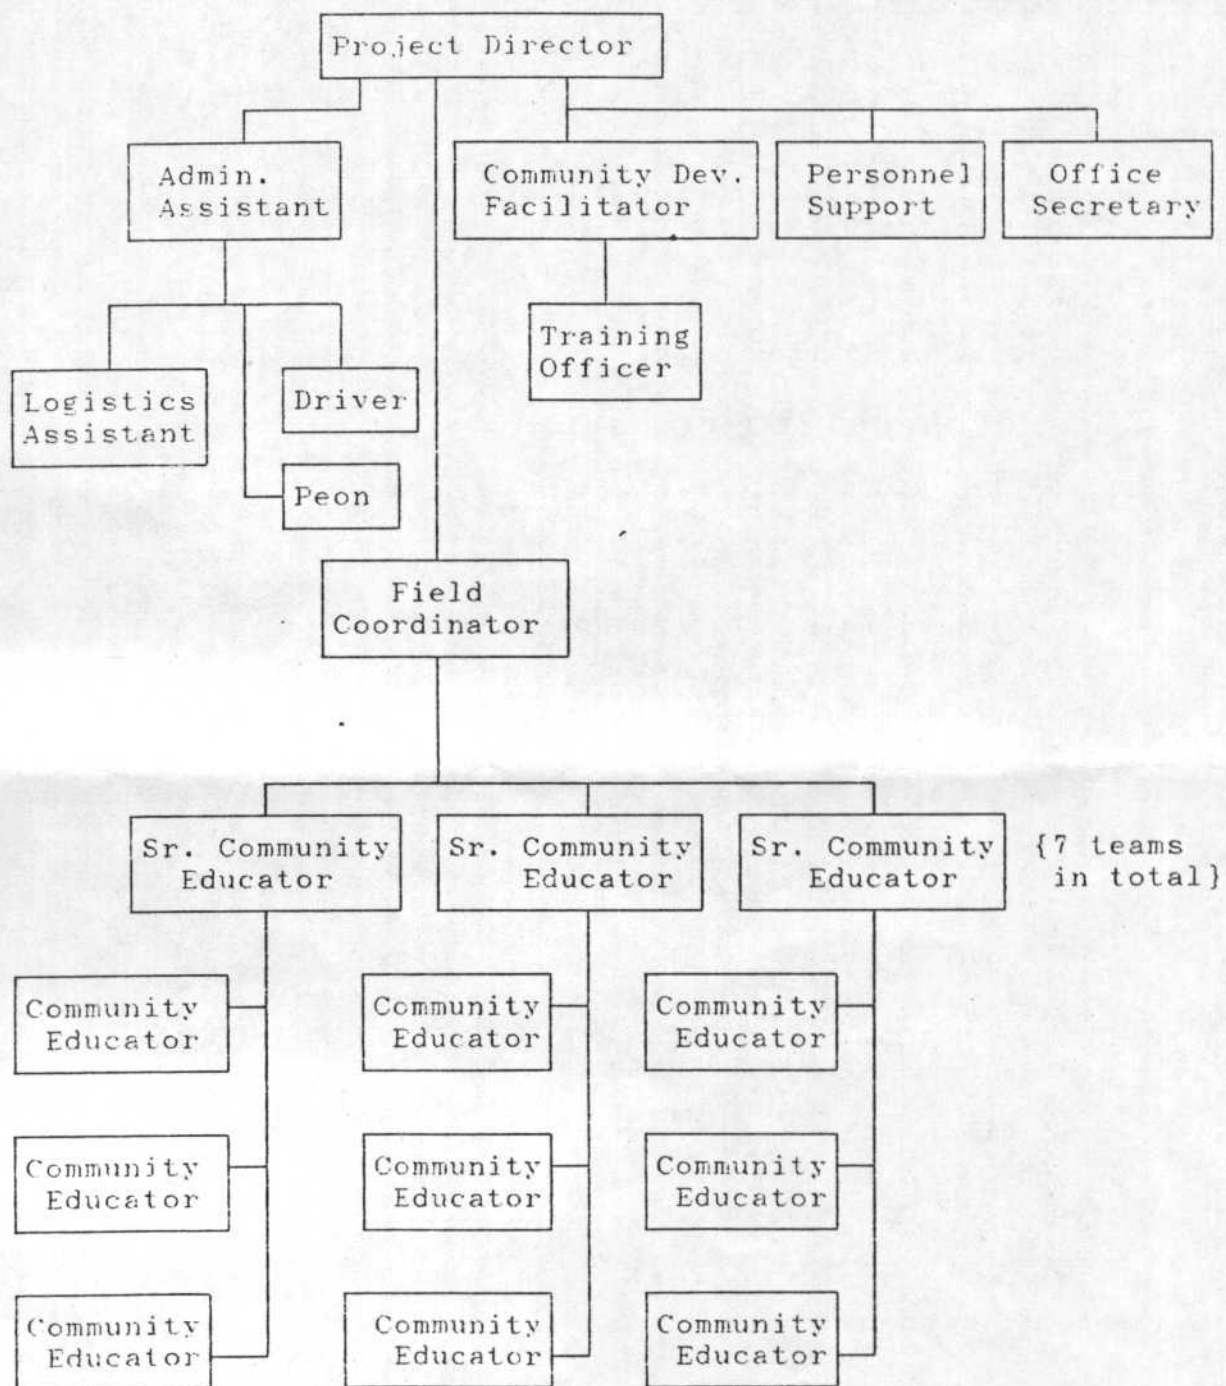 Project Director
Admin.
Assistant
Community Dev.
Facilitator
Personnel
Support
Office
Secretary
Logistics
Assistant
Driver
Peon
Training
Officer
Field
Coordinator
Sr. Community
Educator
Sr. Community
Educator
Sr. Community
Educator
{7 teams
in total}
Community
Educator
Community
Educator
Community
Educator
Community
Educator
Community
Educator
Community
Educator
Community
Educator
Community
Educator
Community
Educator